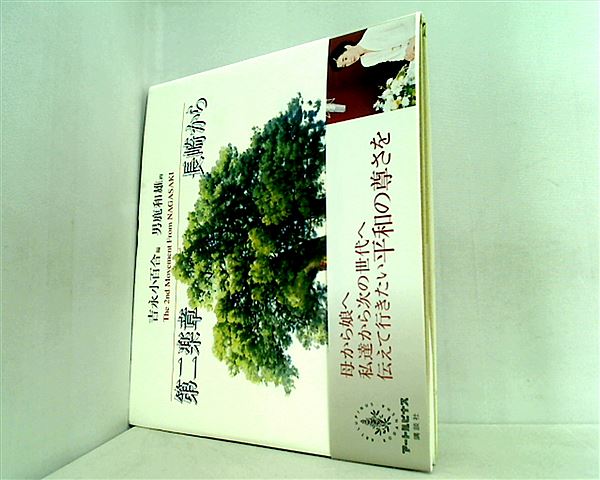 吉永小百合 編 男鹿和雄 画
The 2nd Movement From NAGASAKI
第二楽章 長崎から
母から娘へ
私達から次の世代へ
伝えて行きたい平和の尊さを
アートルピナス
講談社